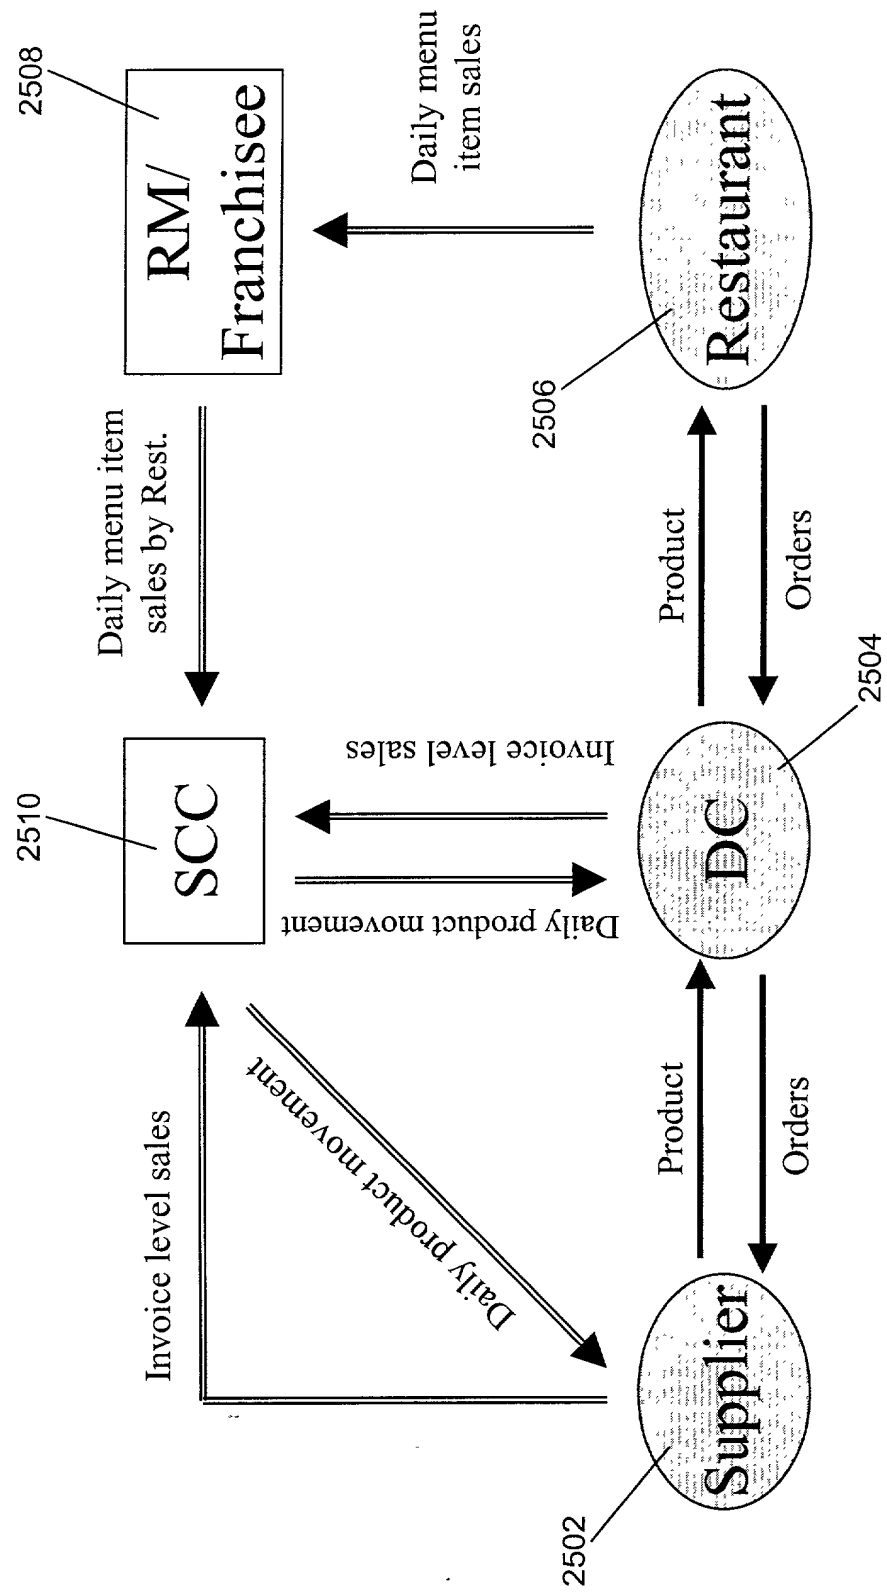 2510
2508
SCC
RM/
Franchisee
Daily menu item
sales by Rest.
Invoice level sales
Daily product movement
Daily product movement
Invoice level sales
Daily menu
item sales
2506
Supplier
Product
Orders
DC
Product
Orders
Restaurant
2502
2504